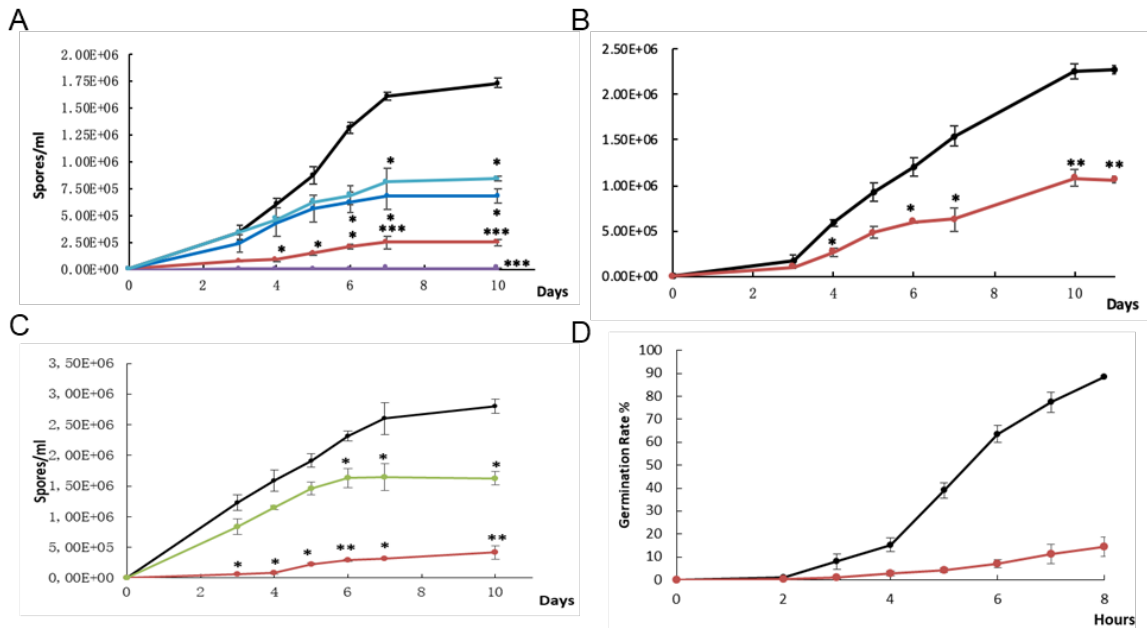 A
2.00E+06
1.75E+06
1.50E+06
1.25E+06
1.00E+06
7.50E+05
5.00E+05
2.50E+05
0.00E+00
Spores/ml
* *
* * *
* * * *** ***
***
0 2 4 6 8 10
Days
B
2.50E+06
2.00E+06
1.50E+06
1.00E+06
5.00E+05
0.00E+00
Spores/ml
* * * ** **
0 2 4 6 8 10
Days
C
3,50E+06
3,00E+06
2,50E+06
2,00E+06
1,50E+06
1,00E+06
5,00E+05
0,00E+00
Spores/ml
* * *
* * * ** * **
0 2 4 6 8 10
Days
D
100
90
80
70
60
50
40
30
20
10
0
Germination Rate %
0 2 4 6 8
Hours